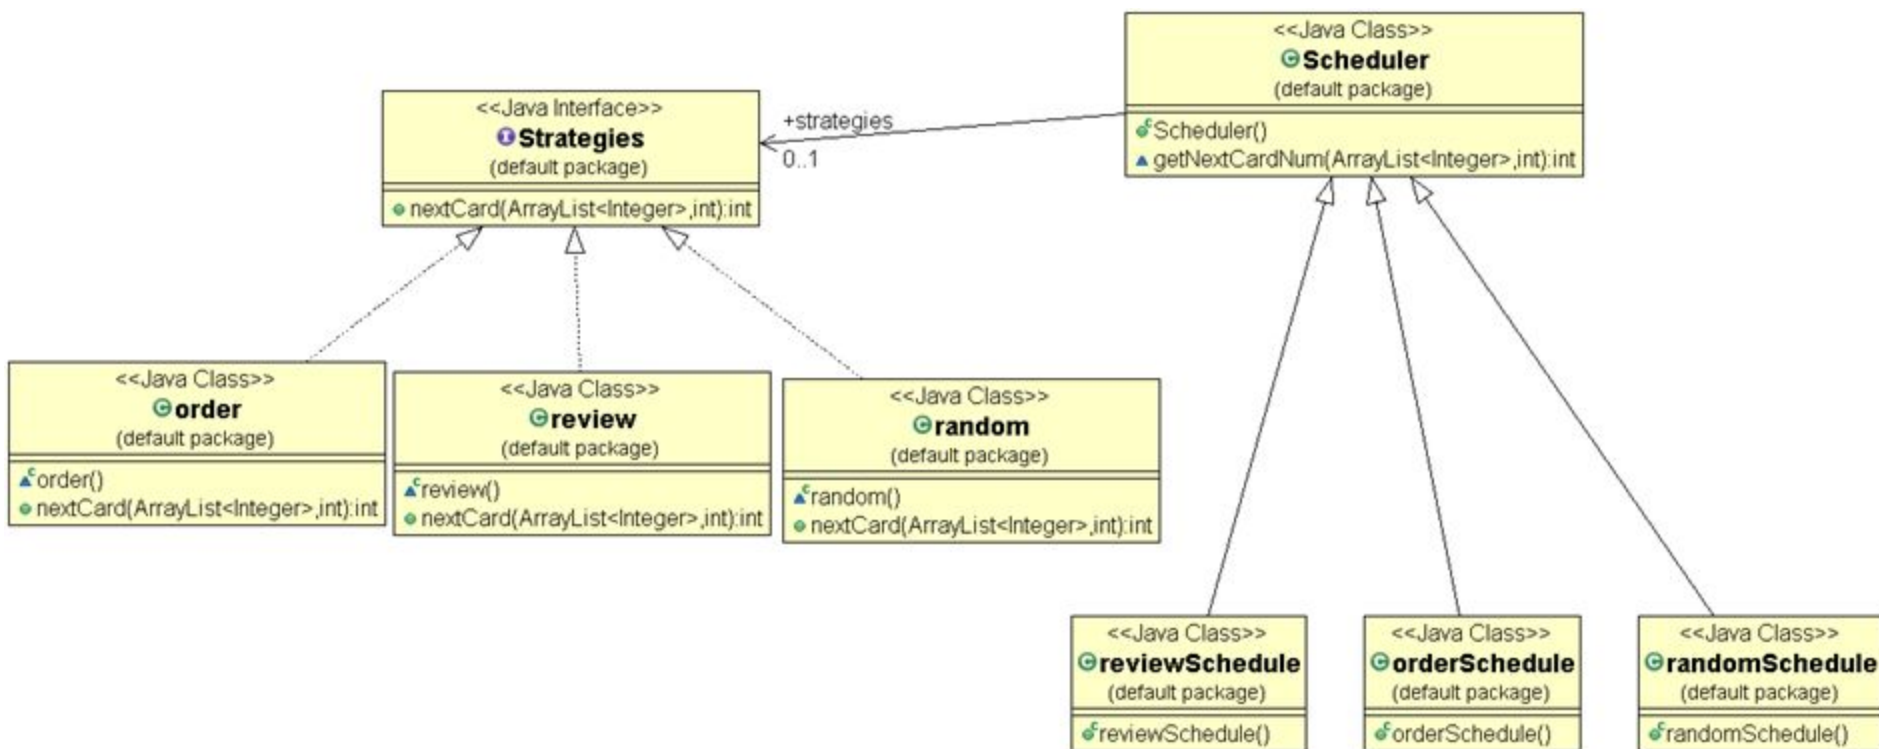 <<Java Class>>
Scheduler
(default package)
Scheduler()
getNextCardNum(ArrayList<Integer>,int):int
<<Java Interface>>
Strategies
(default package)
nextCard(ArrayList<Integer>,int):int
+strategies
0..1
<<Java Class>>
order
(default package)
order()
nextCard(ArrayList<Integer>,int):int
<<Java Class>>
review
(default package)
review()
nextCard(ArrayList<Integer>,int):int
<<Java Class>>
random
(default package)
random()
nextCard(ArrayList<Integer>,int):int
<<Java Class>>
reviewSchedule
(default package)
reviewSchedule()
<<Java Class>>
orderSchedule
(default package)
orderSchedule()
<<Java Class>>
randomSchedule
(default package)
randomSchedule()